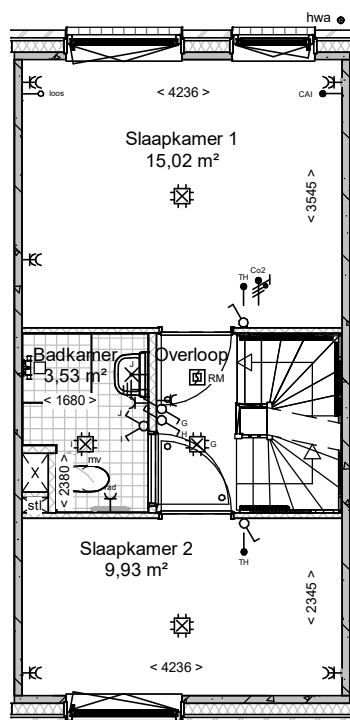 hwa
loos
< 4236 >
CAI
Slaapkamer 1
15,02 m²
< 3545 >
TH
Co2
Badkamer
3,53 m²
Overloop
J
RM
< 1680 >
J
G
H
G
mv
< 2380 >
rad
stl
Slaapkamer 2
9,93 m²
TH
< 2345 >
< 4236 >